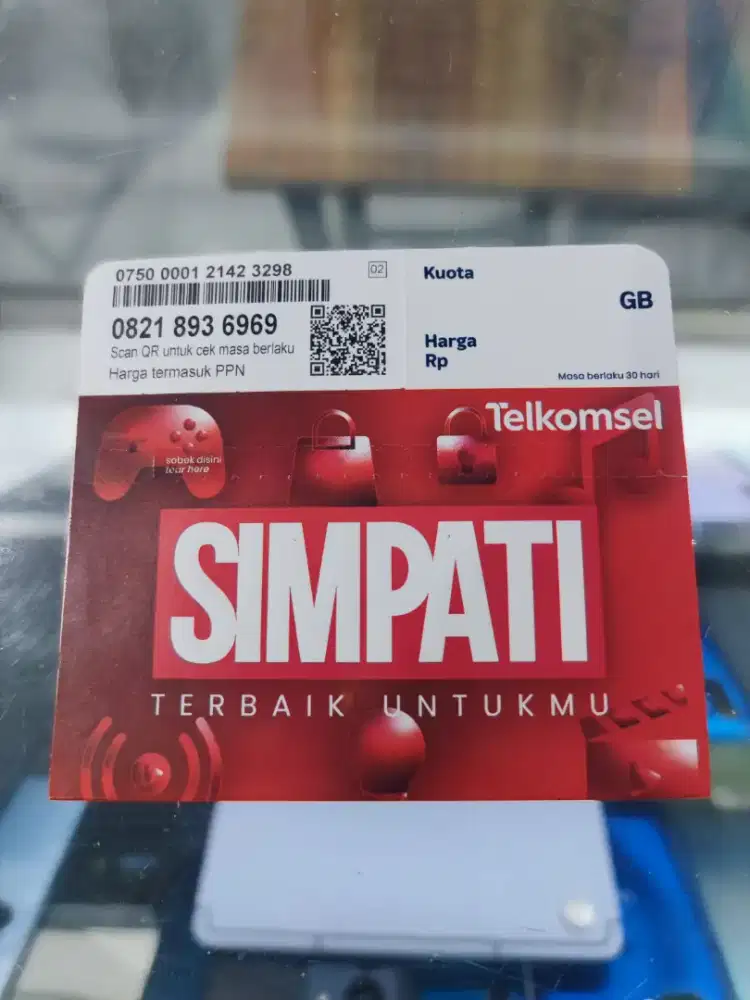 0750 0001 2142 3298
02
0821 893 6969
Scan QR untuk cek masa berlaku
Harga termasuk PPN
Kuota
GB
Harga
Rp
Masa berlaku 30 hari
Telkomsel
sobek disini
tear here
SIMPATI
TERBAIK UNTUKMU